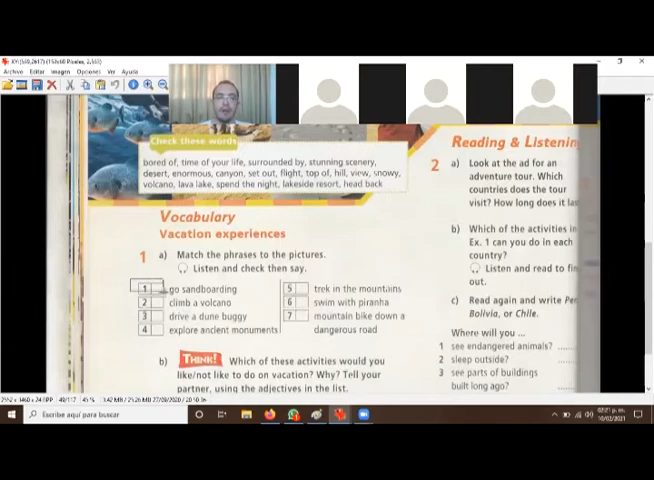 Archivo Editar Imagen Opciones Ver Ayuda
Check these words
bored of, time of your life, surrounded by, stunning scenery,
desert, enormous, canyon, set out, flight, top of, hill, view, snowy,
volcano, lava lake, spend the night, lakeside resort, head back
Vocabulary
Vacation experiences
1 a) Match the phrases to the pictures.
Listen and check then say.
1 go sandboarding
2 climb a volcano
3 drive a dune buggy
4 explore ancient monuments
5 trek in the mountains
6 swim with piranha
7 mountain bike down a
dangerous road
b) THINK! Which of these activities would you
like/not like to do on vacation? Why? Tell your
partner, using the adjectives in the list.
Reading & Listenin
2 a) Look at the ad for an
adventure tour. Which
countries does the tour
visit? How long does it las
b) Which of the activities in
Ex. 1 can you do in each
country?
Listen and read to fin
out.
c) Read again and write Per
Bolivia, or Chile.
Where will you ...
1 see endangered animals?
2 sleep outside?
3 see parts of buildings
built long ago?
Escribe aquí para buscar
02:21 p. m.
10/02/2021